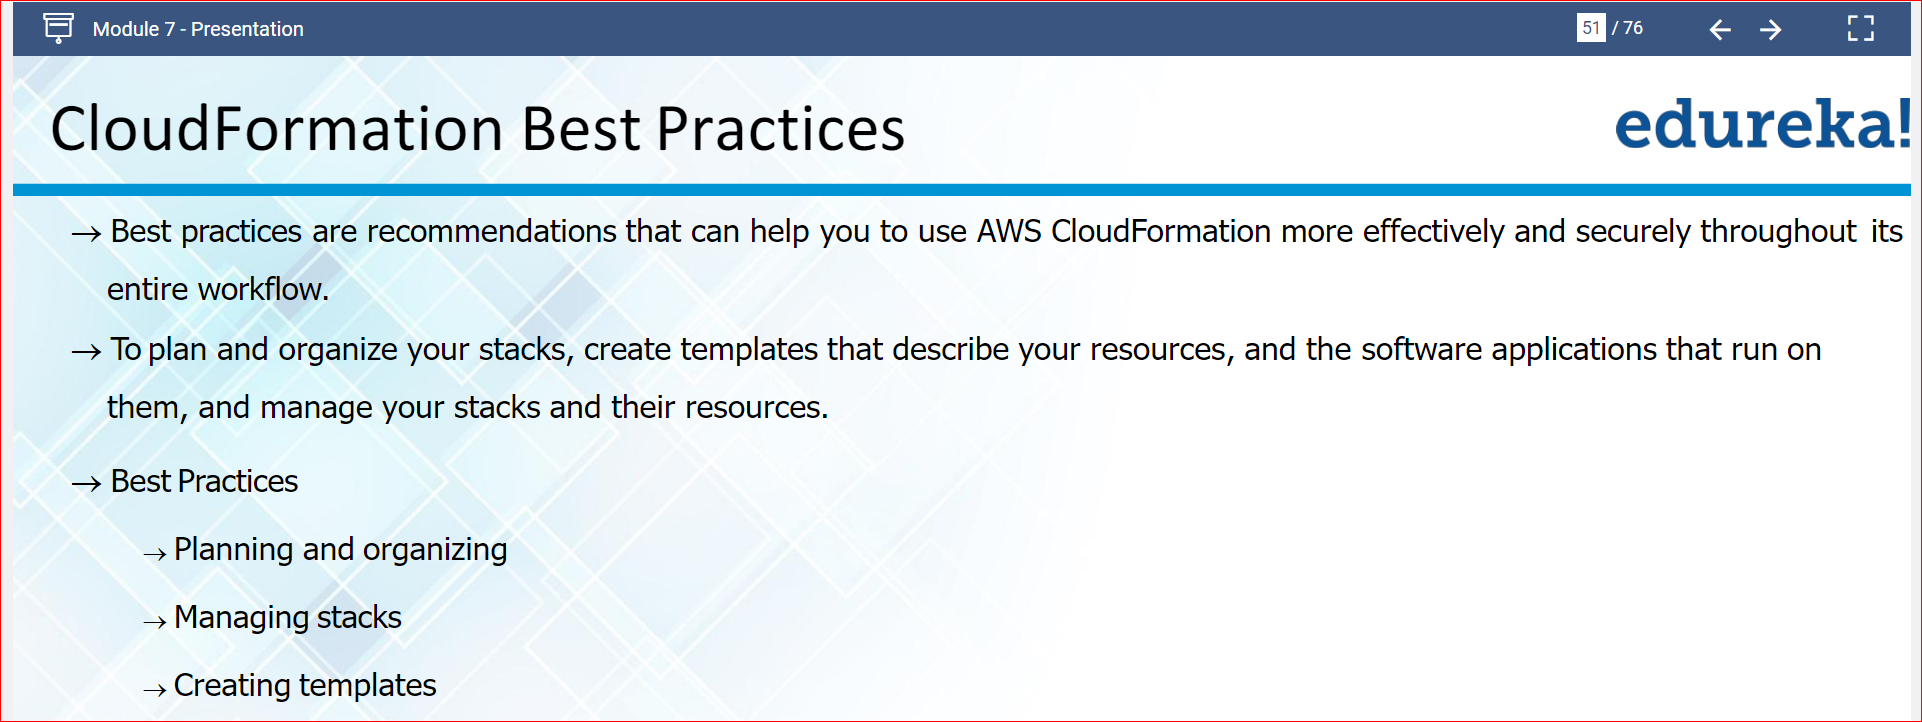 Module 7 - Presentation
51 / 76
CloudFormation Best Practices
edureka!
→ Best practices are recommendations that can help you to use AWS CloudFormation more effectively and securely throughout its
entire workflow.
→ To plan and organize your stacks, create templates that describe your resources, and the software applications that run on
them, and manage your stacks and their resources.
→ Best Practices
→ Planning and organizing
→ Managing stacks
→ Creating templates